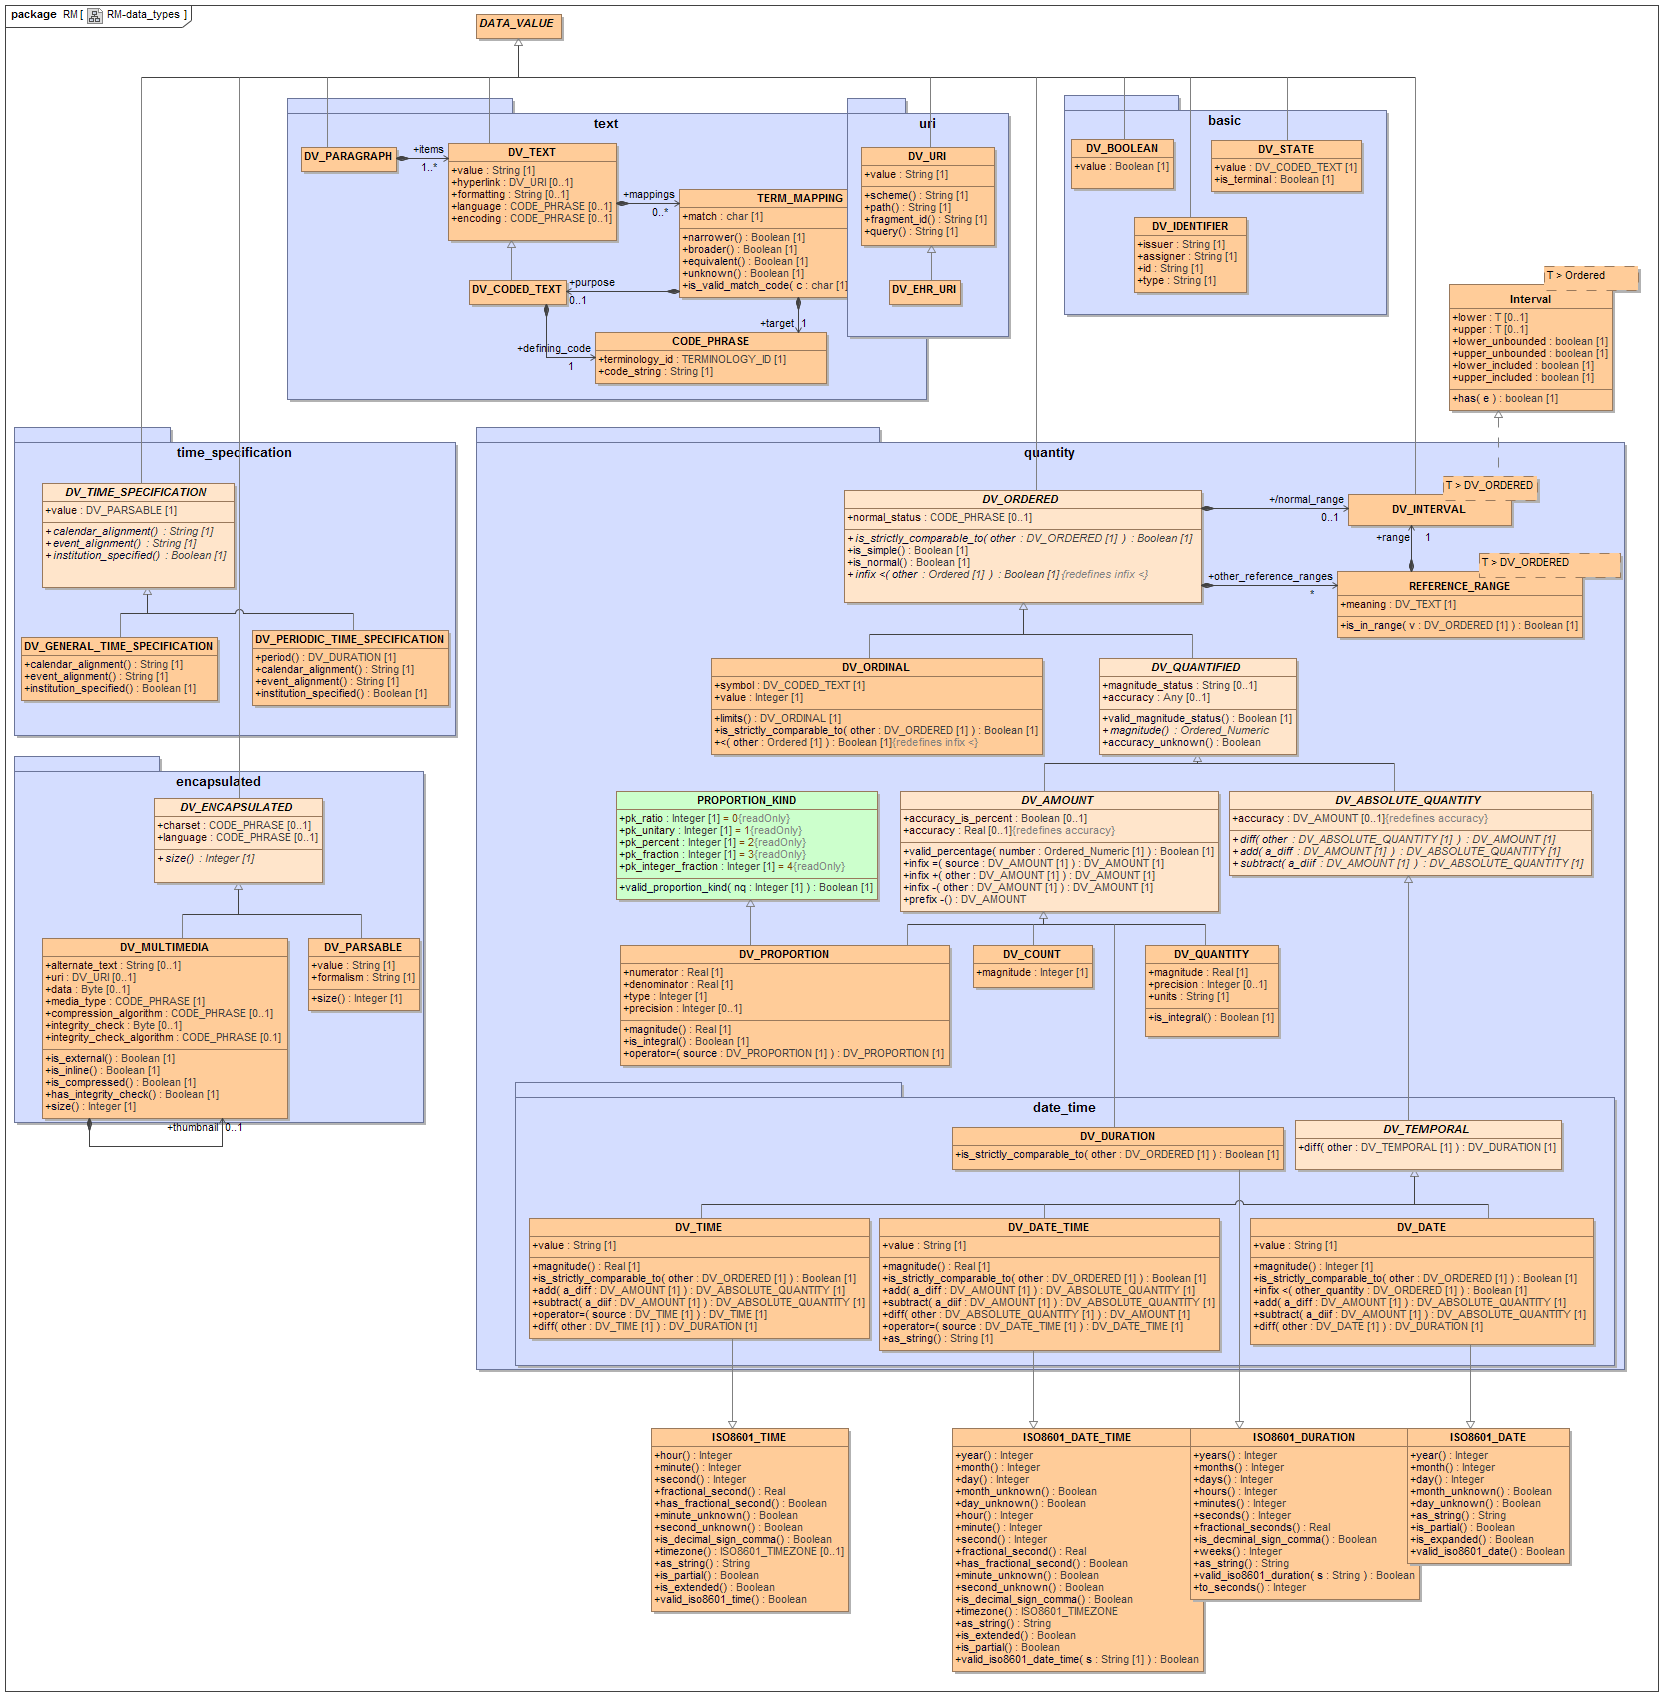 package RM [ RM-data_types ]
DATA_VALUE
text
DV_PARAGRAPH
+items
1..*
DV_TEXT
+value : String [1]
+hyperlink : DV_URI [0..1]
+formatting : String [0..1]
+language : CODE_PHRASE [0..1]
+encoding : CODE_PHRASE [0..1]
+mappings
0..*
TERM_MAPPING
+match : char [1]
+narrower() : Boolean [1]
+broader() : Boolean [1]
+equivalent() : Boolean [1]
+unknown() : Boolean [1]
+is_valid_match_code( c : char [1]
DV_CODED_TEXT
+purpose
0..1
+target
1
+defining_code
1
CODE_PHRASE
+terminology_id : TERMINOLOGY_ID [1]
+code_string : String [1]
uri
DV_URI
+value : String [1]
+scheme() : String [1]
+path() : String [1]
+fragment_id() : String [1]
+query() : String [1]
DV_EHR_URI
basic
DV_BOOLEAN
+value : Boolean [1]
DV_STATE
+value : DV_CODED_TEXT [1]
+is_terminal : Boolean [1]
DV_IDENTIFIER
+issuer : String [1]
+assigner : String [1]
+id : String [1]
+type : String [1]
T > Ordered
Interval
+lower : T [0..1]
+upper : T [0..1]
+lower_unbounded : boolean [1]
+upper_unbounded : boolean [1]
+lower_included : boolean [1]
+upper_included : boolean [1]
+has( e ) : boolean [1]
time_specification
DV_TIME_SPECIFICATION
+value : DV_PARSABLE [1]
+calendar_alignment() : String [1]
+event_alignment() : String [1]
+institution_specified() : Boolean [1]
DV_GENERAL_TIME_SPECIFICATION
+calendar_alignment() : String [1]
+event_alignment() : String [1]
+institution_specified() : Boolean [1]
DV_PERIODIC_TIME_SPECIFICATION
+period() : DV_DURATION [1]
+calendar_alignment() : String [1]
+event_alignment() : String [1]
+institution_specified() : Boolean [1]
encapsulated
DV_ENCAPSULATED
+charset : CODE_PHRASE [0..1]
+language : CODE_PHRASE [0..1]
+size() : Integer [1]
DV_MULTIMEDIA
+alternate_text : String [0..1]
+uri : DV_URI [0..1]
+data : Byte [0..1]
+media_type : CODE_PHRASE [1]
+compression_algorithm : CODE_PHRASE [0..1]
+integrity_check : Byte [0..1]
+integrity_check_algorithm : CODE_PHRASE [0.1]
+is_external() : Boolean [1]
+is_inline() : Boolean [1]
+is_compressed() : Boolean [1]
+has_integrity_check() : Boolean [1]
+size() : Integer [1]
+thumbnail 0..1
DV_PARSABLE
+value : String [1]
+formalism : String [1]
+size() : Integer [1]
quantity
DV_ORDERED
+normal_status : CODE_PHRASE [0..1]
+is_strictly_comparable_to( other : DV_ORDERED [1] ) : Boolean [1]
+is_simple() : Boolean [1]
+is_normal() : Boolean [1]
+infix <( other : Ordered [1] ) : Boolean [1]{redefines infix <}
+/normal_range
0..1
T > DV_ORDERED
DV_INTERVAL
+range
1
+other_reference_ranges
*
T > DV_ORDERED
REFERENCE_RANGE
+meaning : DV_TEXT [1]
+is_in_range( v : DV_ORDERED [1] ) : Boolean [1]
DV_ORDINAL
+symbol : DV_CODED_TEXT [1]
+value : Integer [1]
+limits() : DV_ORDINAL [1]
+is_strictly_comparable_to( other : DV_ORDERED [1] ) : Boolean [1]
+<( other : Ordered [1] ) : Boolean [1]{redefines infix <}
DV_QUANTIFIED
+magnitude_status : String [0..1]
+accuracy : Any [0..1]
+valid_magnitude_status() : Boolean [1]
+magnitude() : Ordered_Numeric
+accuracy_unknown() : Boolean
PROPORTION_KIND
+pk_ratio : Integer [1] = 0{readOnly}
+pk_unitary : Integer [1] = 1{readOnly}
+pk_percent : Integer [1] = 2{readOnly}
+pk_fraction : Integer [1] = 3{readOnly}
+pk_integer_fraction : Integer [1] = 4{readOnly}
+valid_proportion_kind( nq : Integer [1] ) : Boolean [1]
DV_AMOUNT
+accuracy_is_percent : Boolean [0..1]
+accuracy : Real [0..1]{redefines accuracy}
+valid_percentage( number : Ordered_Numeric [1] ) : Boolean [1]
+infix =( source : DV_AMOUNT [1] ) : DV_AMOUNT [1]
+infix +( other : DV_AMOUNT [1] ) : DV_AMOUNT [1]
+infix -( other : DV_AMOUNT [1] ) : DV_AMOUNT [1]
+prefix -() : DV_AMOUNT
DV_ABSOLUTE_QUANTITY
+accuracy : DV_AMOUNT [0..1]{redefines accuracy}
+diff( other : DV_ABSOLUTE_QUANTITY [1] ) : DV_AMOUNT [1]
+add( a_diff : DV_AMOUNT [1] ) : DV_ABSOLUTE_QUANTITY [1]
+subtract( a_diif : DV_AMOUNT [1] ) : DV_ABSOLUTE_QUANTITY [1]
DV_PROPORTION
+numerator : Real [1]
+denominator : Real [1]
+type : Integer [1]
+precision : Integer [0..1]
+magnitude() : Real [1]
+is_integral() : Boolean [1]
+operator=( source : DV_PROPORTION [1] ) : DV_PROPORTION [1]
DV_COUNT
+magnitude : Integer [1]
DV_QUANTITY
+magnitude : Real [1]
+precision : Integer [0..1]
+units : String [1]
+is_integral() : Boolean [1]
date_time
DV_DURATION
+is_strictly_comparable_to( other : DV_ORDERED [1] ) : Boolean [1]
DV_TEMPORAL
+diff( other : DV_TEMPORAL [1] ) : DV_DURATION [1]
DV_TIME
+value : String [1]
+magnitude() : Real [1]
+is_strictly_comparable_to( other : DV_ORDERED [1] ) : Boolean [1]
+add( a_diff : DV_AMOUNT [1] ) : DV_ABSOLUTE_QUANTITY [1]
+subtract( a_diif : DV_AMOUNT [1] ) : DV_ABSOLUTE_QUANTITY [1]
+operator=( source : DV_TIME [1] ) : DV_TIME [1]
+diff( other : DV_TIME [1] ) : DV_DURATION [1]
DV_DATE_TIME
+value : String [1]
+magnitude() : Real [1]
+is_strictly_comparable_to( other : DV_ORDERED [1] ) : Boolean [1]
+add( a_diff : DV_AMOUNT [1] ) : DV_ABSOLUTE_QUANTITY [1]
+subtract( a_diif : DV_AMOUNT [1] ) : DV_ABSOLUTE_QUANTITY [1]
+diff( other : DV_ABSOLUTE_QUANTITY [1] ) : DV_AMOUNT [1]
+operator=( source : DV_DATE_TIME [1] ) : DV_DATE_TIME [1]
+as_string() : String [1]
DV_DATE
+value : String [1]
+magnitude() : Integer [1]
+is_strictly_comparable_to( other : DV_ORDERED [1] ) : Boolean [1]
+infix <( other_quantity : DV_ORDERED [1] ) : Boolean [1]
+add( a_diff : DV_AMOUNT [1] ) : DV_ABSOLUTE_QUANTITY [1]
+subtract( a_diif : DV_AMOUNT [1] ) : DV_ABSOLUTE_QUANTITY [1]
+diff( other : DV_DATE [1] ) : DV_DURATION [1]
ISO8601_TIME
+hour() : Integer
+minute() : Integer
+second() : Integer
+fractional_second() : Real
+has_fractional_second() : Boolean
+minute_unknown() : Boolean
+second_unknown() : Boolean
+is_decimal_sign_comma() : Boolean
+timezone() : ISO8601_TIMEZONE [0..1]
+as_string() : String
+is_partial() : Boolean
+is_extended() : Boolean
+valid_iso8601_time() : Boolean
ISO8601_DATE_TIME
+year() : Integer
+month() : Integer
+day() : Integer
+month_unknown() : Boolean
+day_unknown() : Boolean
+hour() : Integer
+minute() : Integer
+second() : Integer
+fractional_second() : Real
+has_fractional_second() : Boolean
+minute_unknown() : Boolean
+second_unknown() : Boolean
+is_decimal_sign_comma() : Boolean
+timezone() : ISO8601_TIMEZONE
+as_string() : String
+is_extended() : Boolean
+is_partial() : Boolean
+valid_iso8601_date_time( s : String [1] ) : Boolean
ISO8601_DURATION
+years() : Integer
+months() : Integer
+days() : Integer
+hours() : Integer
+minutes() : Integer
+seconds() : Integer
+fractional_seconds() : Real
+is_decminal_sign_comma() : Boolean
+weeks() : Integer
+as_string() : String
+valid_iso8601_duration( s : String ) : Boolean
+to_seconds() : Integer
ISO8601_DATE
+year() : Integer
+month() : Integer
+day() : Integer
+month_unknown() : Boolean
+day_unknown() : Boolean
+as_string() : String
+is_partial() : Boolean
+is_expanded() : Boolean
+valid_iso8601_date() : Boolean